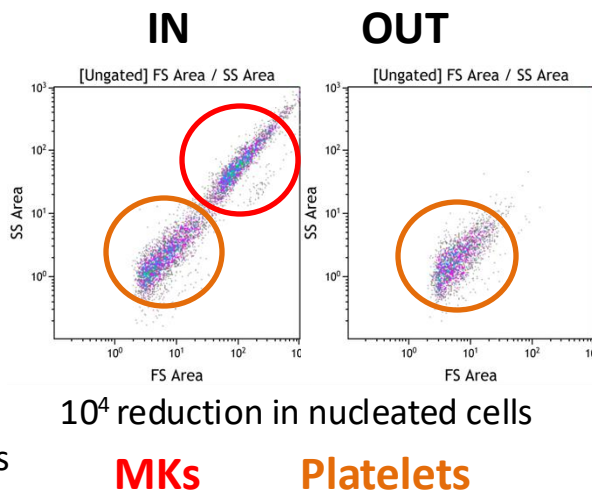 IN OUT
[Ungated] FS Area / SS Area [Ungated] FS Area / SS Area
10³ 10³
10² 10²
SS Area SS Area
10¹ 10¹
10⁰ 10⁰
10⁰ 10¹ 10² 10 10⁰ 10¹ 10²
FS Area FS Area
10⁴ reduction in nucleated cells
s
MKs Platelets